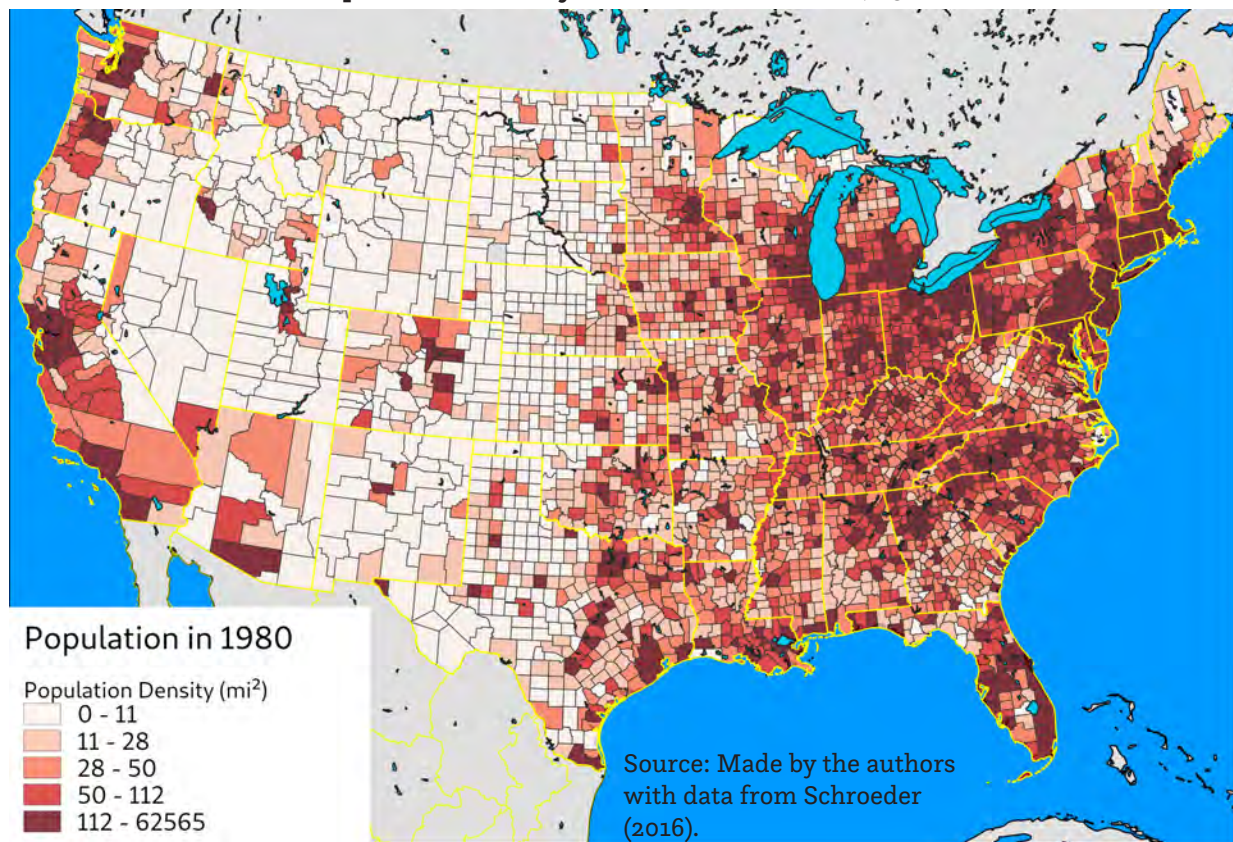 Population in 1980
Population Density (mi²)
0 - 11
11 - 28
28 - 50
50 - 112
112 - 62565
Source: Made by the authors
with data from Schroeder
(2016).